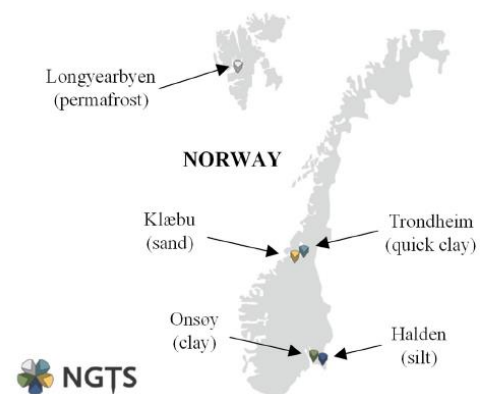 Longyearbyen
(permafrost)
NORWAY
Klæbu
(sand)
Trondheim
(quick clay)
Onsøy
(clay)
Halden
(silt)
NGTS